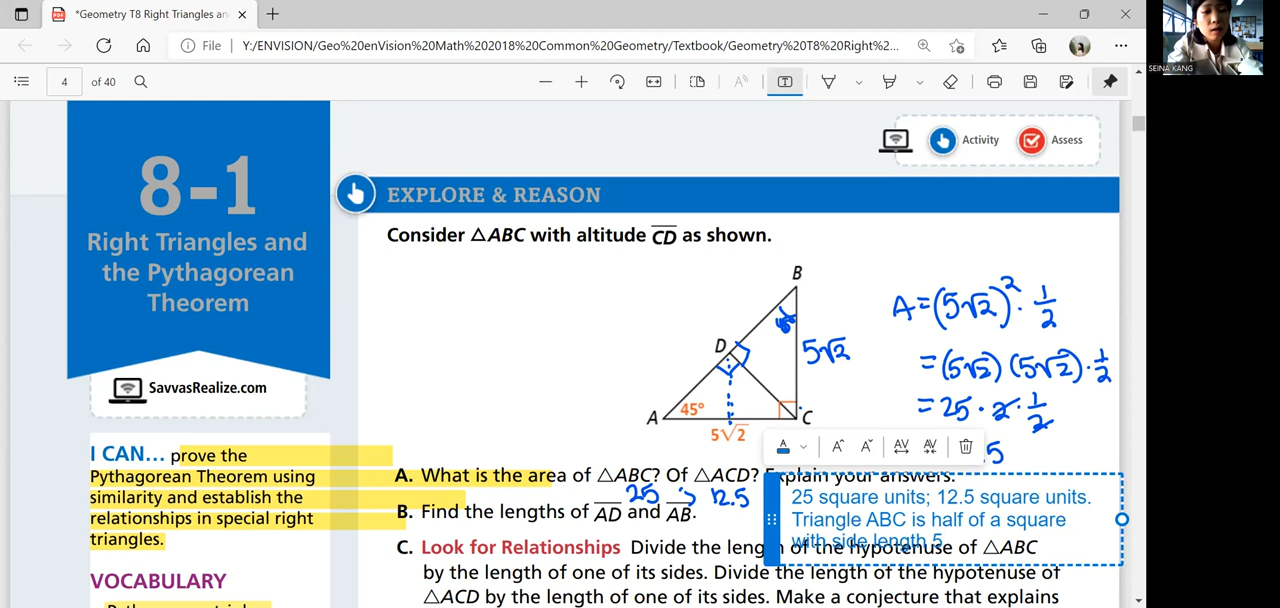 *Geometry T8 Right Triangles an
File
Y:/ENVISION/Geo%20enVision%20Math%202018%20Common%20Geometry/Textbook/Geometry%20T8%20Right%2...
SEINA KANG
4 of 40
8-1
Right Triangles and
the Pythagorean
Theorem
SavvasRealize.com
I CAN... prove the
Pythagorean Theorem using
similarity and establish the
relationships in special right
triangles.
VOCABULARY
Activity
Assess
EXPLORE & REASON
Consider △ABC with altitude CD as shown.
B
D
5√2
A
45°
C
5√2
A=(5√2)²·1/2
=(5√2)(5√2)·1/2
=25·2·1/2
5
A. What is the area of △ABC? Of △ACD? Explain your answers.
25 ; 12.5
B. Find the lengths of AD and AB.
25 square units; 12.5 square units.
Triangle ABC is half of a square
with side length 5
C. Look for Relationships Divide the length of the hypotenuse of △ABC
by the length of one of its sides. Divide the length of the hypotenuse of
△ACD by the length of one of its sides. Make a conjecture that explains